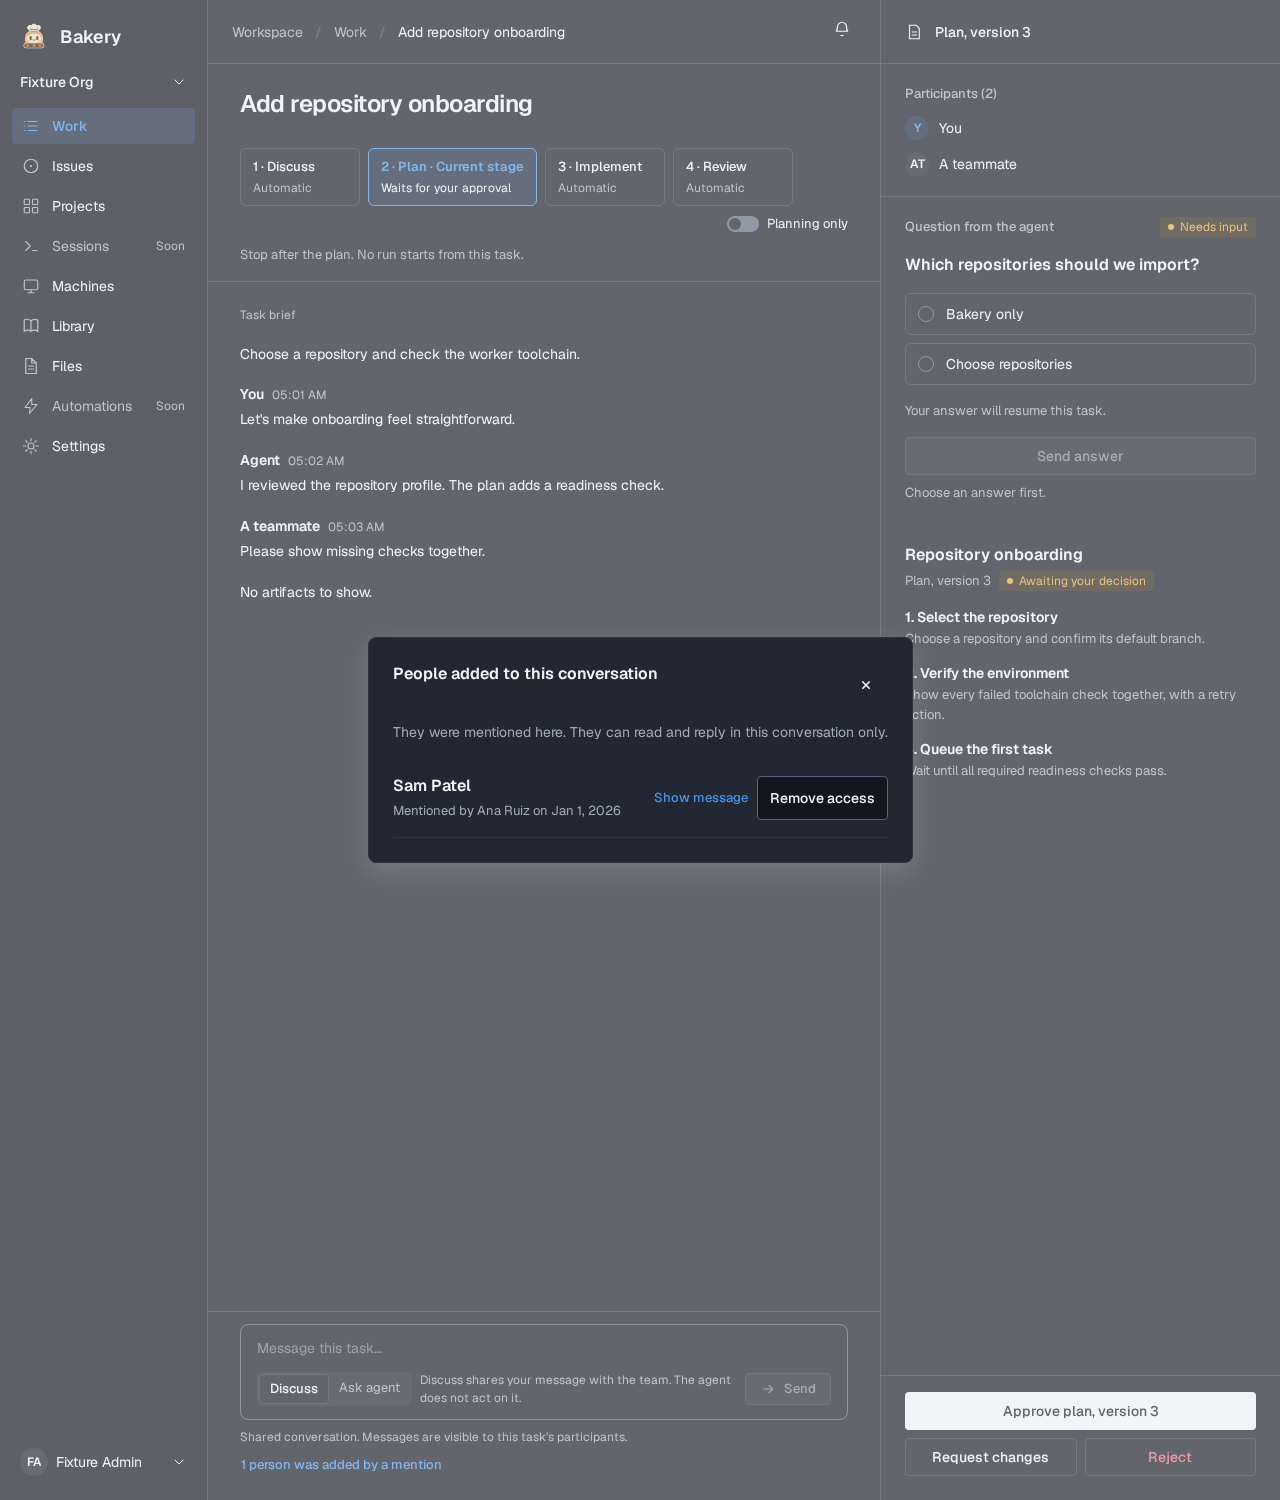 Bakery
Fixture Org
Work
Issues
Projects
Sessions Soon
Machines
Library
Files
Automations Soon
Settings
FA Fixture Admin
Workspace / Work / Add repository onboarding
Add repository onboarding
1 · Discuss
Automatic
2 · Plan · Current stage
Waits for your approval
3 · Implement
Automatic
4 · Review
Automatic
Planning only
Stop after the plan. No run starts from this task.
Task brief
Choose a repository and check the worker toolchain.
You 05:01 AM
Let's make onboarding feel straightforward.
Agent 05:02 AM
I reviewed the repository profile. The plan adds a readiness check.
A teammate 05:03 AM
Please show missing checks together.
No artifacts to show.
People added to this conversation
They were mentioned here. They can read and reply in this conversation only.
Sam Patel
Mentioned by Ana Ruiz on Jan 1, 2026
Show message
Remove access
Message this task...
Discuss
Ask agent
Discuss shares your message with the team. The agent
does not act on it.
Send
Shared conversation. Messages are visible to this task's participants.
1 person was added by a mention
Plan, version 3
Participants (2)
Y You
AT A teammate
Question from the agent
Needs input
Which repositories should we import?
Bakery only
Choose repositories
Your answer will resume this task.
Send answer
Choose an answer first.
Repository onboarding
Plan, version 3
Awaiting your decision
1. Select the repository
Choose a repository and confirm its default branch.
. Verify the environment
how every failed toolchain check together, with a retry
ction.
. Queue the first task
ait until all required readiness checks pass.
Approve plan, version 3
Request changes
Reject